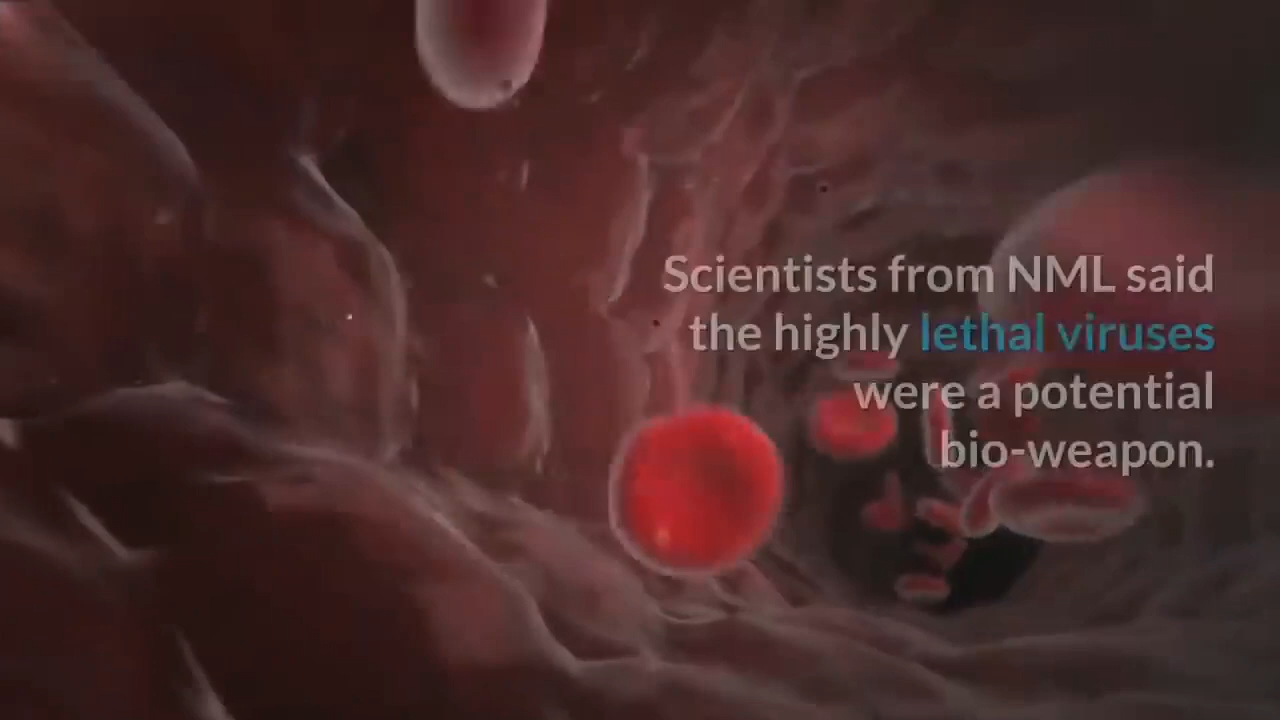 Scientists from NML said
the highly lethal viruses
were a potential
bio-weapon.